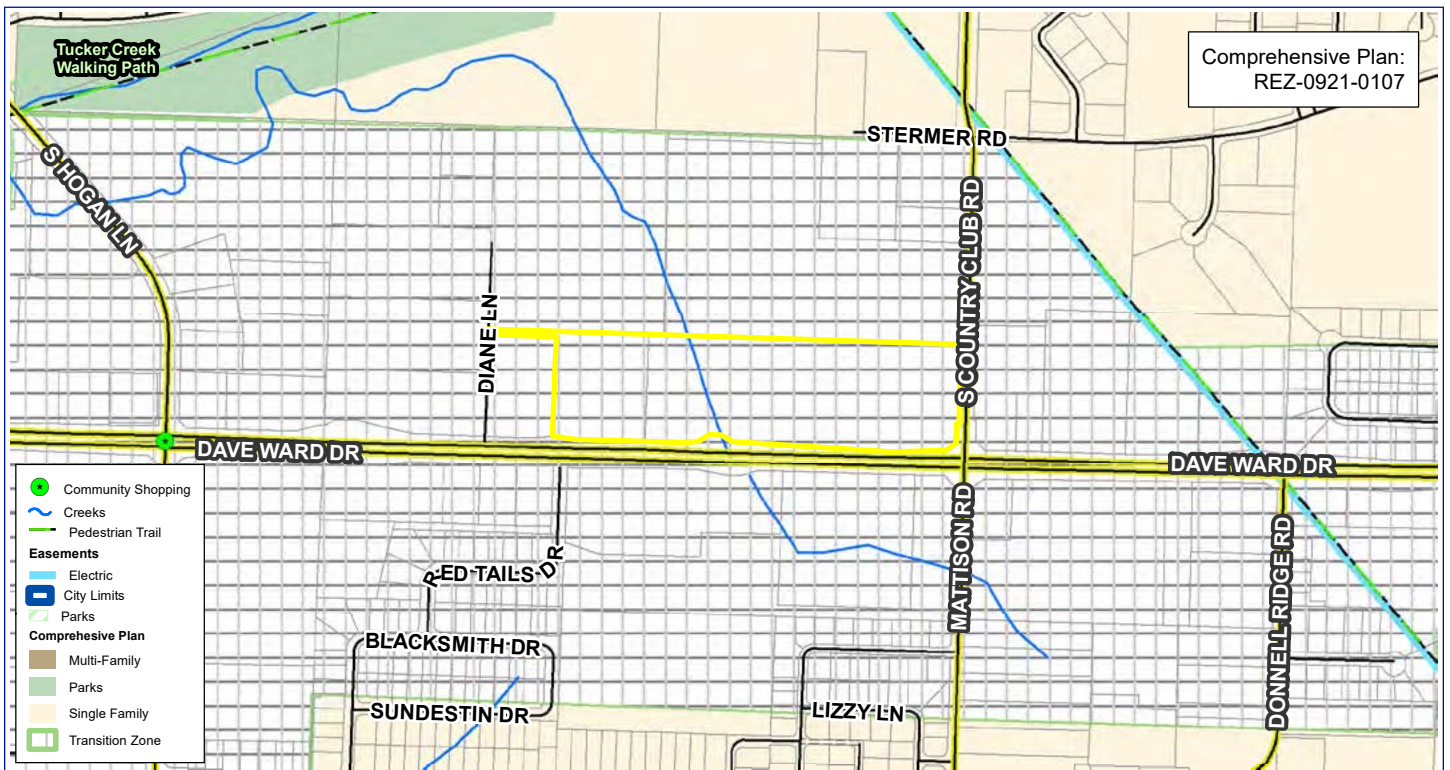 Tucker Creek
Walking Path
Comprehensive Plan:
REZ-0921-0107
STERMER RD
S HOGAN LN
S COUNTRY CLUB RD
DIANE LN
DAVE WARD DR
DAVE WARD DR
MATTISON RD
DONNELL RIDGE RD
RED TAILS DR
BLACKSMITH DR
SUNDESTIN DR
LIZZY LN
Community Shopping
Creeks
Pedestrian Trail
Easements
Electric
City Limits
Parks
Comprehesive Plan
Multi-Family
Parks
Single Family
Transition Zone